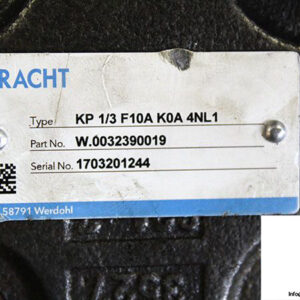 RACHT
Type KP 1/3 F10A K0A 4NL1
Part No. W.0032390019
Serial No. 1703201244
58791 Werdohl